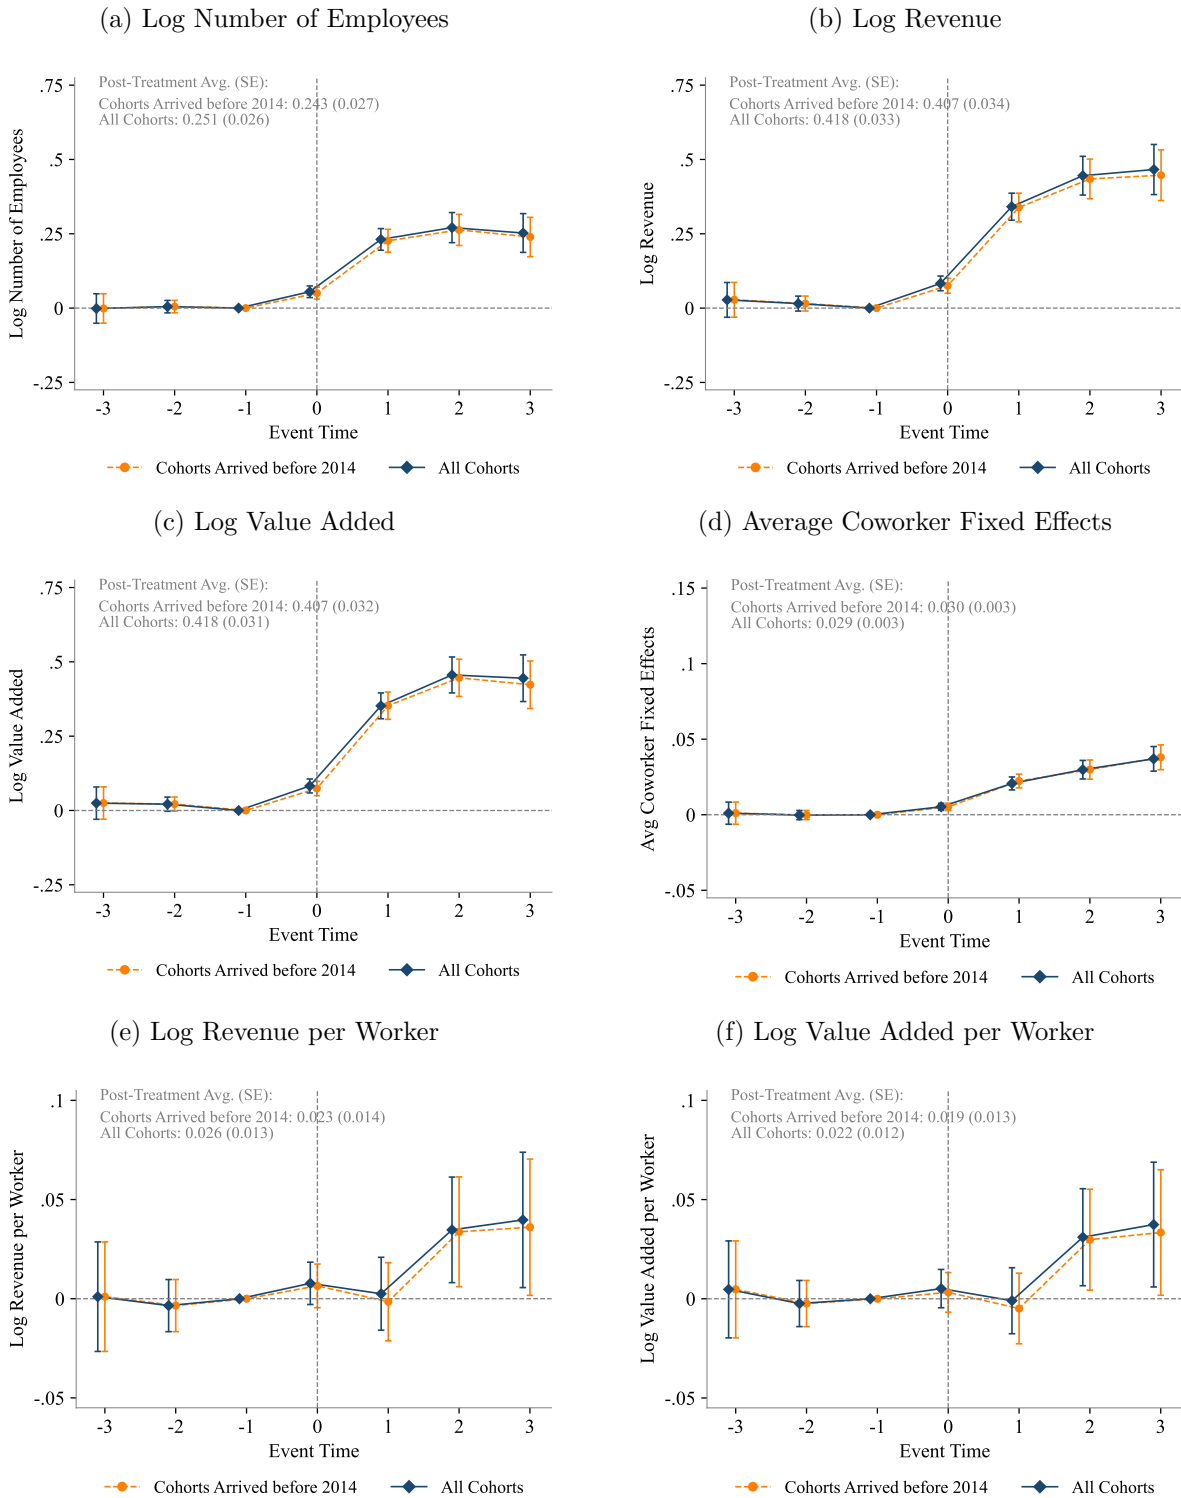 (a) Log Number of Employees
Post-Treatment Avg. (SE):
Cohorts Arrived before 2014: 0.243 (0.027)
All Cohorts: 0.251 (0.026)
Log Number of Employees
.75
.5
.25
0
-.25
-3 -2 -1 0 1 2 3
Event Time
Cohorts Arrived before 2014 All Cohorts
(b) Log Revenue
Post-Treatment Avg. (SE):
Cohorts Arrived before 2014: 0.407 (0.034)
All Cohorts: 0.418 (0.033)
Log Revenue
.75
.5
.25
0
-.25
-3 -2 -1 0 1 2 3
Event Time
Cohorts Arrived before 2014 All Cohorts
(c) Log Value Added
Post-Treatment Avg. (SE):
Cohorts Arrived before 2014: 0.407 (0.032)
All Cohorts: 0.418 (0.031)
Log Value Added
.75
.5
.25
0
-.25
-3 -2 -1 0 1 2 3
Event Time
Cohorts Arrived before 2014 All Cohorts
(d) Average Coworker Fixed Effects
Post-Treatment Avg. (SE):
Cohorts Arrived before 2014: 0.030 (0.003)
All Cohorts: 0.029 (0.003)
Avg Coworker Fixed Effects
.15
.1
.05
0
-.05
-3 -2 -1 0 1 2 3
Event Time
Cohorts Arrived before 2014 All Cohorts
(e) Log Revenue per Worker
Post-Treatment Avg. (SE):
Cohorts Arrived before 2014: 0.023 (0.014)
All Cohorts: 0.026 (0.013)
Log Revenue per Worker
.1
.05
0
-.05
-3 -2 -1 0 1 2 3
Event Time
Cohorts Arrived before 2014 All Cohorts
(f) Log Value Added per Worker
Post-Treatment Avg. (SE):
Cohorts Arrived before 2014: 0.019 (0.013)
All Cohorts: 0.022 (0.012)
Log Value Added per Worker
.1
.05
0
-.05
-3 -2 -1 0 1 2 3
Event Time
Cohorts Arrived before 2014 All Cohorts